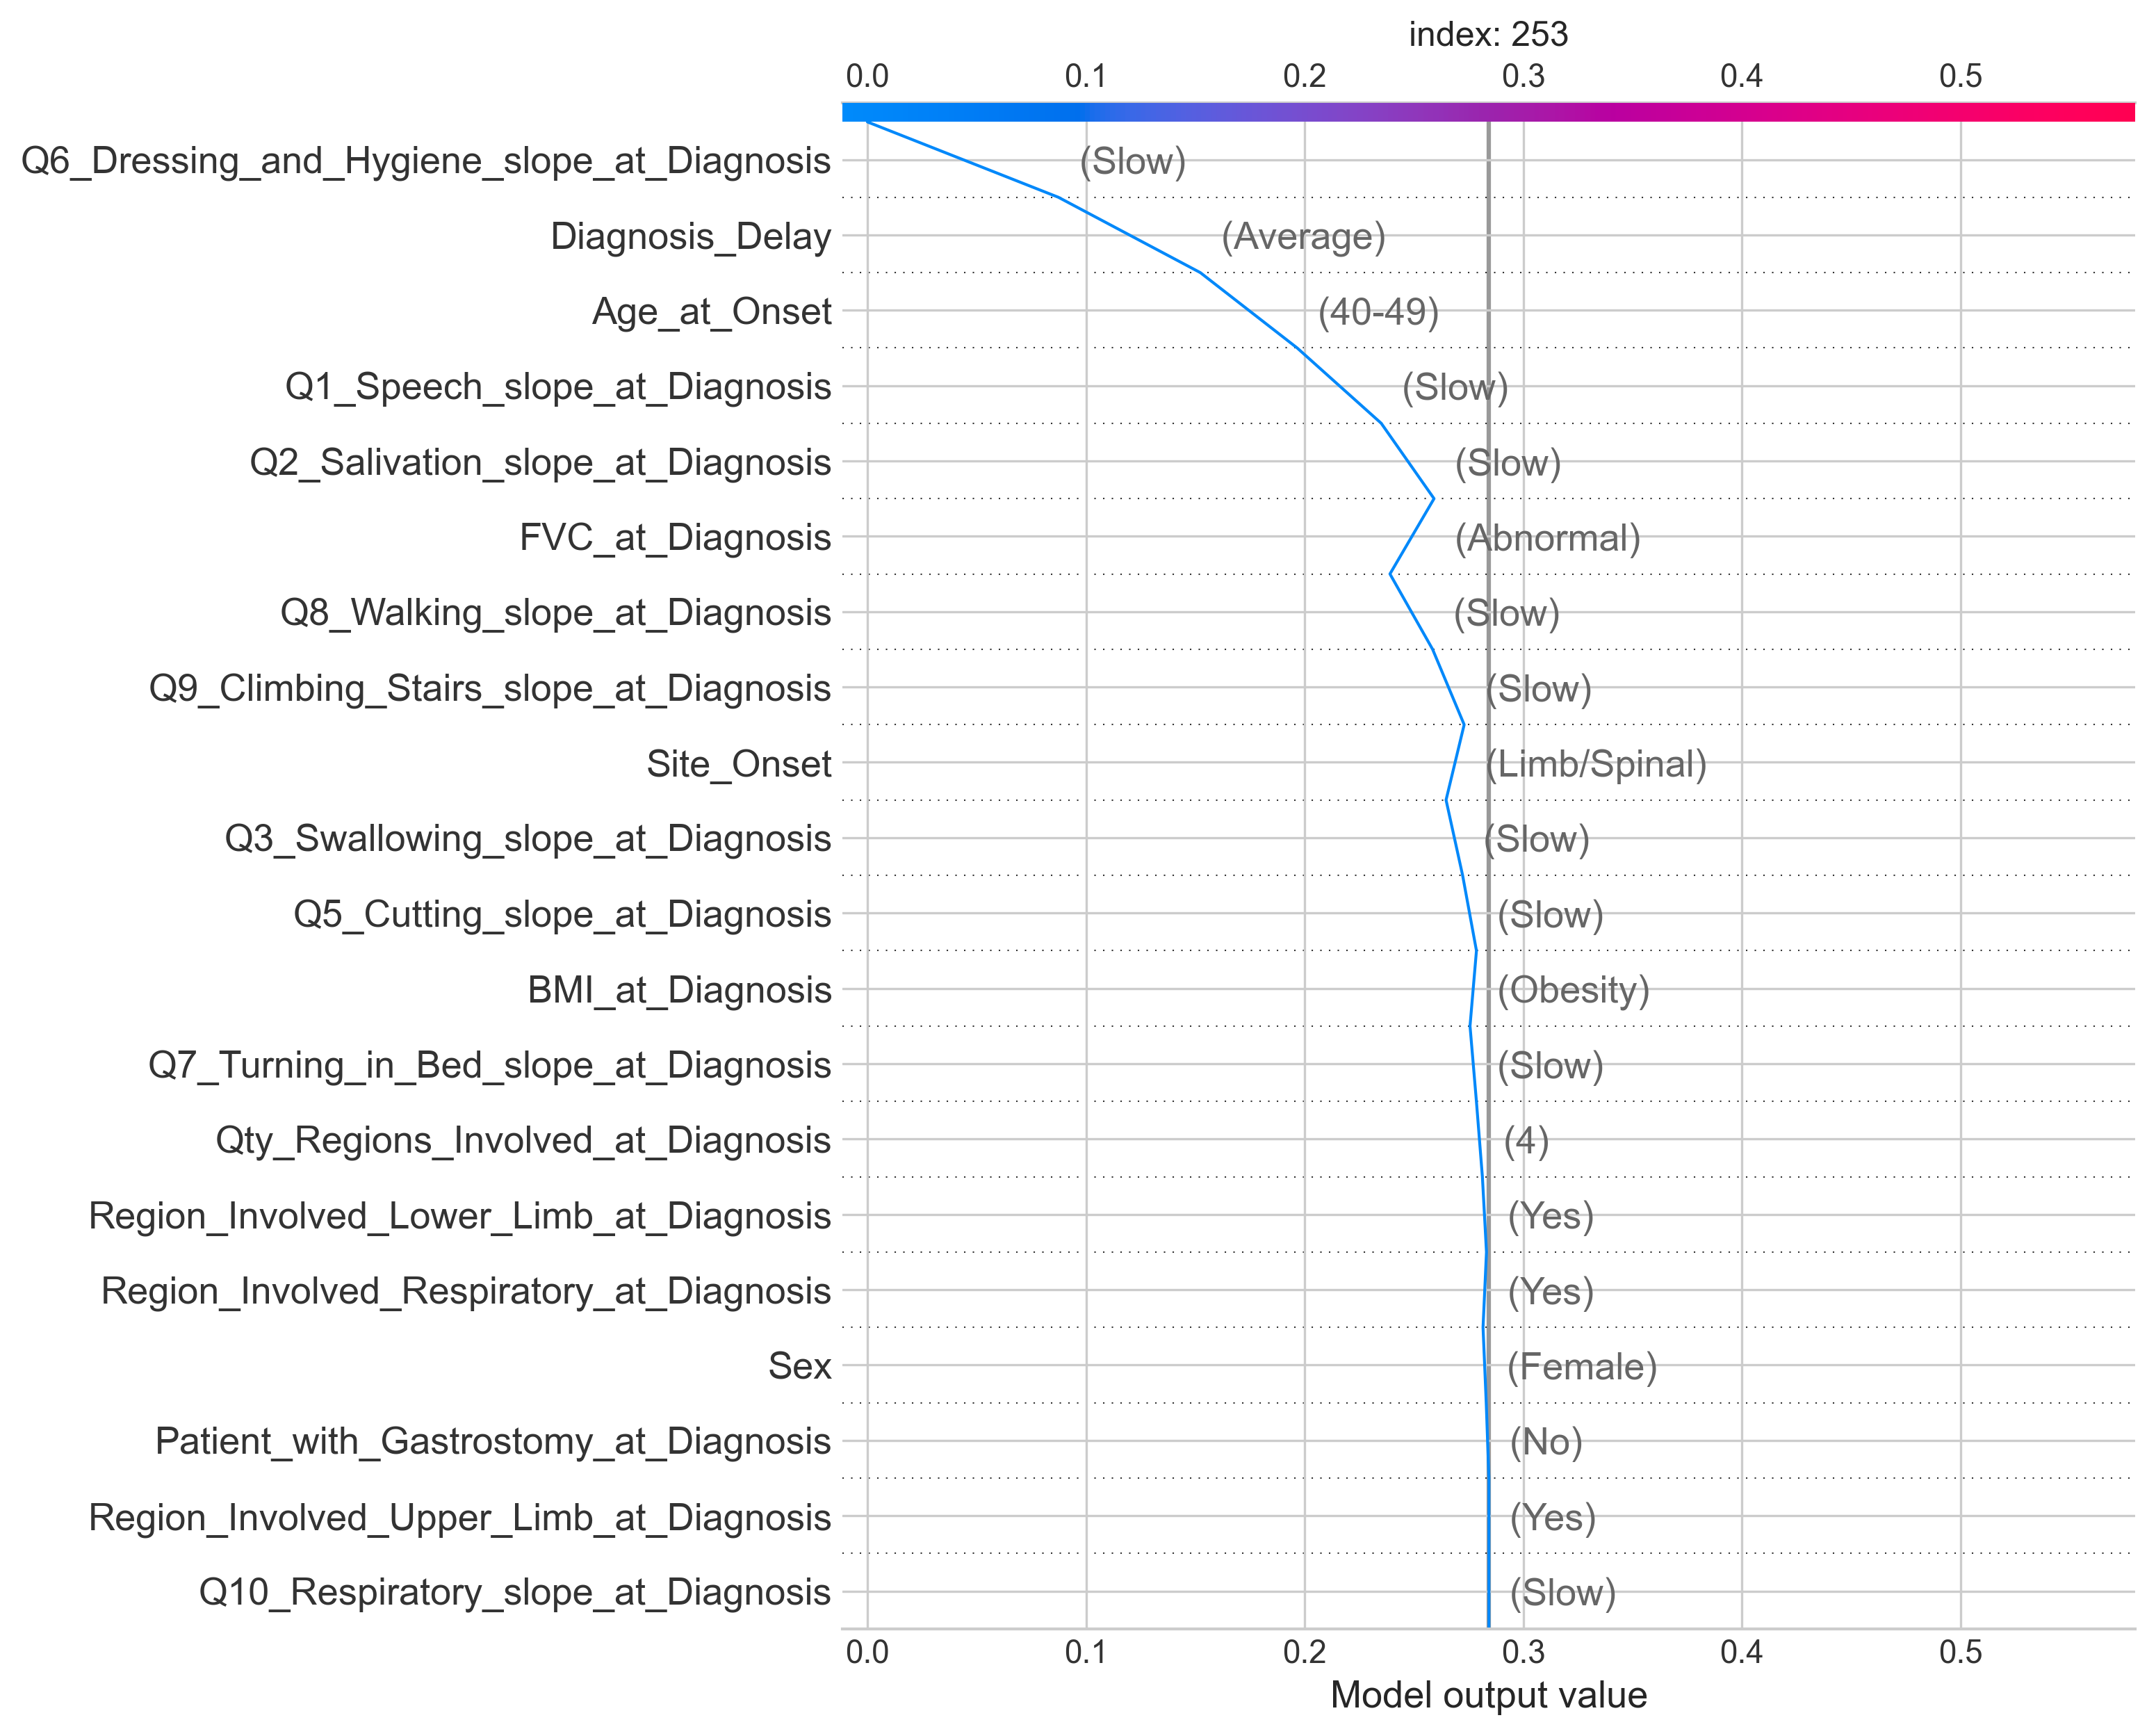 index: 253
0.0 0.1 0.2 0.3 0.4 0.5
Q6_Dressing_and_Hygiene_slope_at_Diagnosis (Slow)
Diagnosis_Delay (Average)
Age_at_Onset (40-49)
Q1_Speech_slope_at_Diagnosis (Slow)
Q2_Salivation_slope_at_Diagnosis (Slow)
FVC_at_Diagnosis (Abnormal)
Q8_Walking_slope_at_Diagnosis (Slow)
Q9_Climbing_Stairs_slope_at_Diagnosis (Slow)
Site_Onset (Limb/Spinal)
Q3_Swallowing_slope_at_Diagnosis (Slow)
Q5_Cutting_slope_at_Diagnosis (Slow)
BMI_at_Diagnosis (Obesity)
Q7_Turning_in_Bed_slope_at_Diagnosis (Slow)
Qty_Regions_Involved_at_Diagnosis (4)
Region_Involved_Lower_Limb_at_Diagnosis (Yes)
Region_Involved_Respiratory_at_Diagnosis (Yes)
Sex (Female)
Patient_with_Gastrostomy_at_Diagnosis (No)
Region_Involved_Upper_Limb_at_Diagnosis (Yes)
Q10_Respiratory_slope_at_Diagnosis (Slow)
0.0 0.1 0.2 0.3 0.4 0.5
Model output value